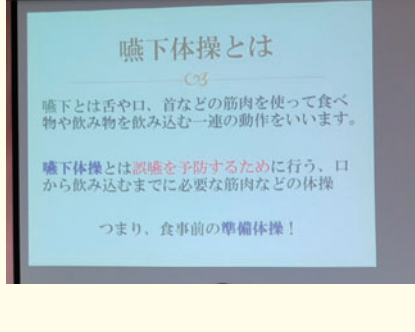 嚥下体操とは
嚥下とは舌や口、首などの筋肉を使って食べ
物や飲み物を飲み込む一連の動作をいいます。
嚥下体操とは誤嚥を予防するために行う、口
から飲み込むまでに必要な筋肉などの体操
つまり、食事前の準備体操！